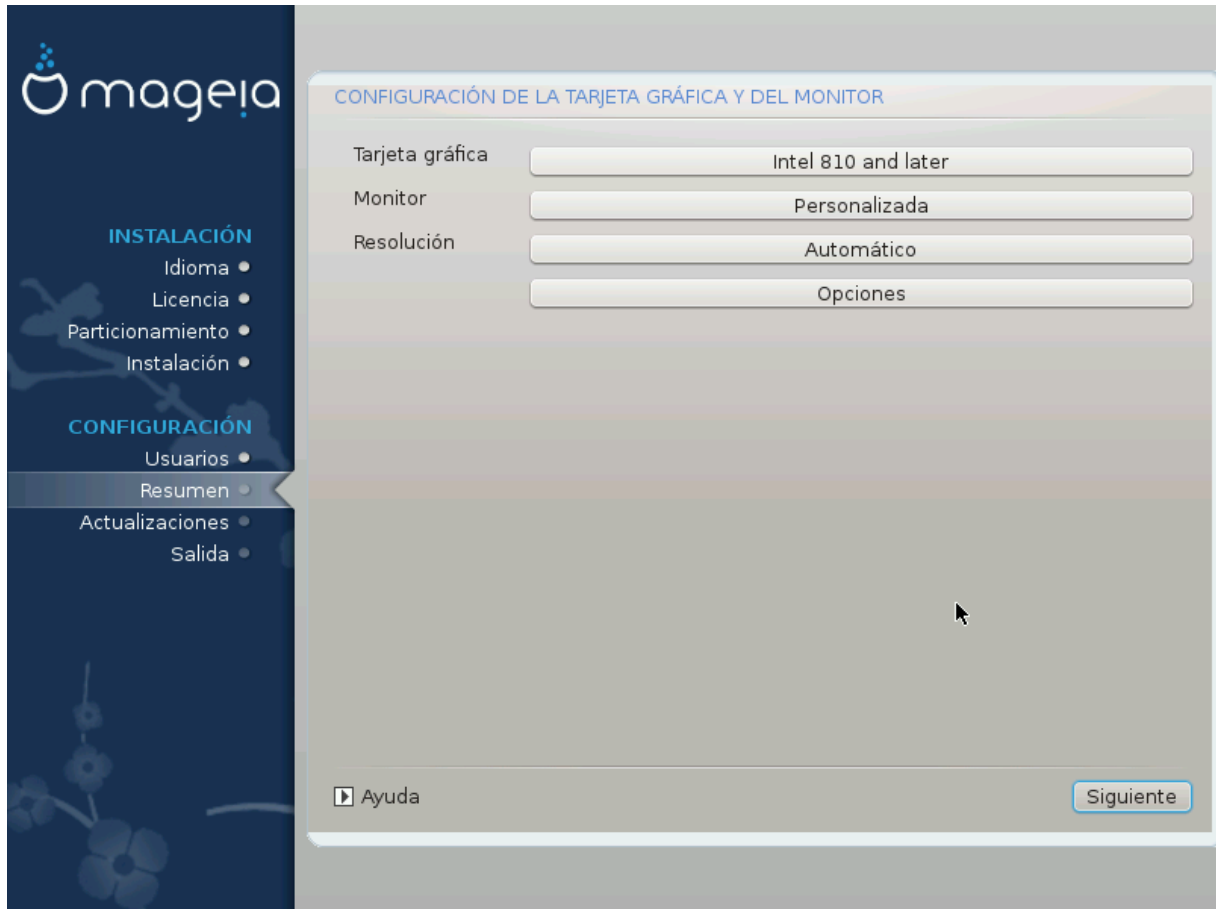 mageia
INSTALACIÓN
Idioma
Licencia
Particionamiento
Instalación
CONFIGURACIÓN
Usuarios
Resumen
Actualizaciones
Salida
CONFIGURACIÓN DE LA TARJETA GRÁFICA Y DEL MONITOR
Tarjeta gráfica Intel 810 and later
Monitor Personalizada
Resolución Automático
Opciones
Ayuda Siguiente